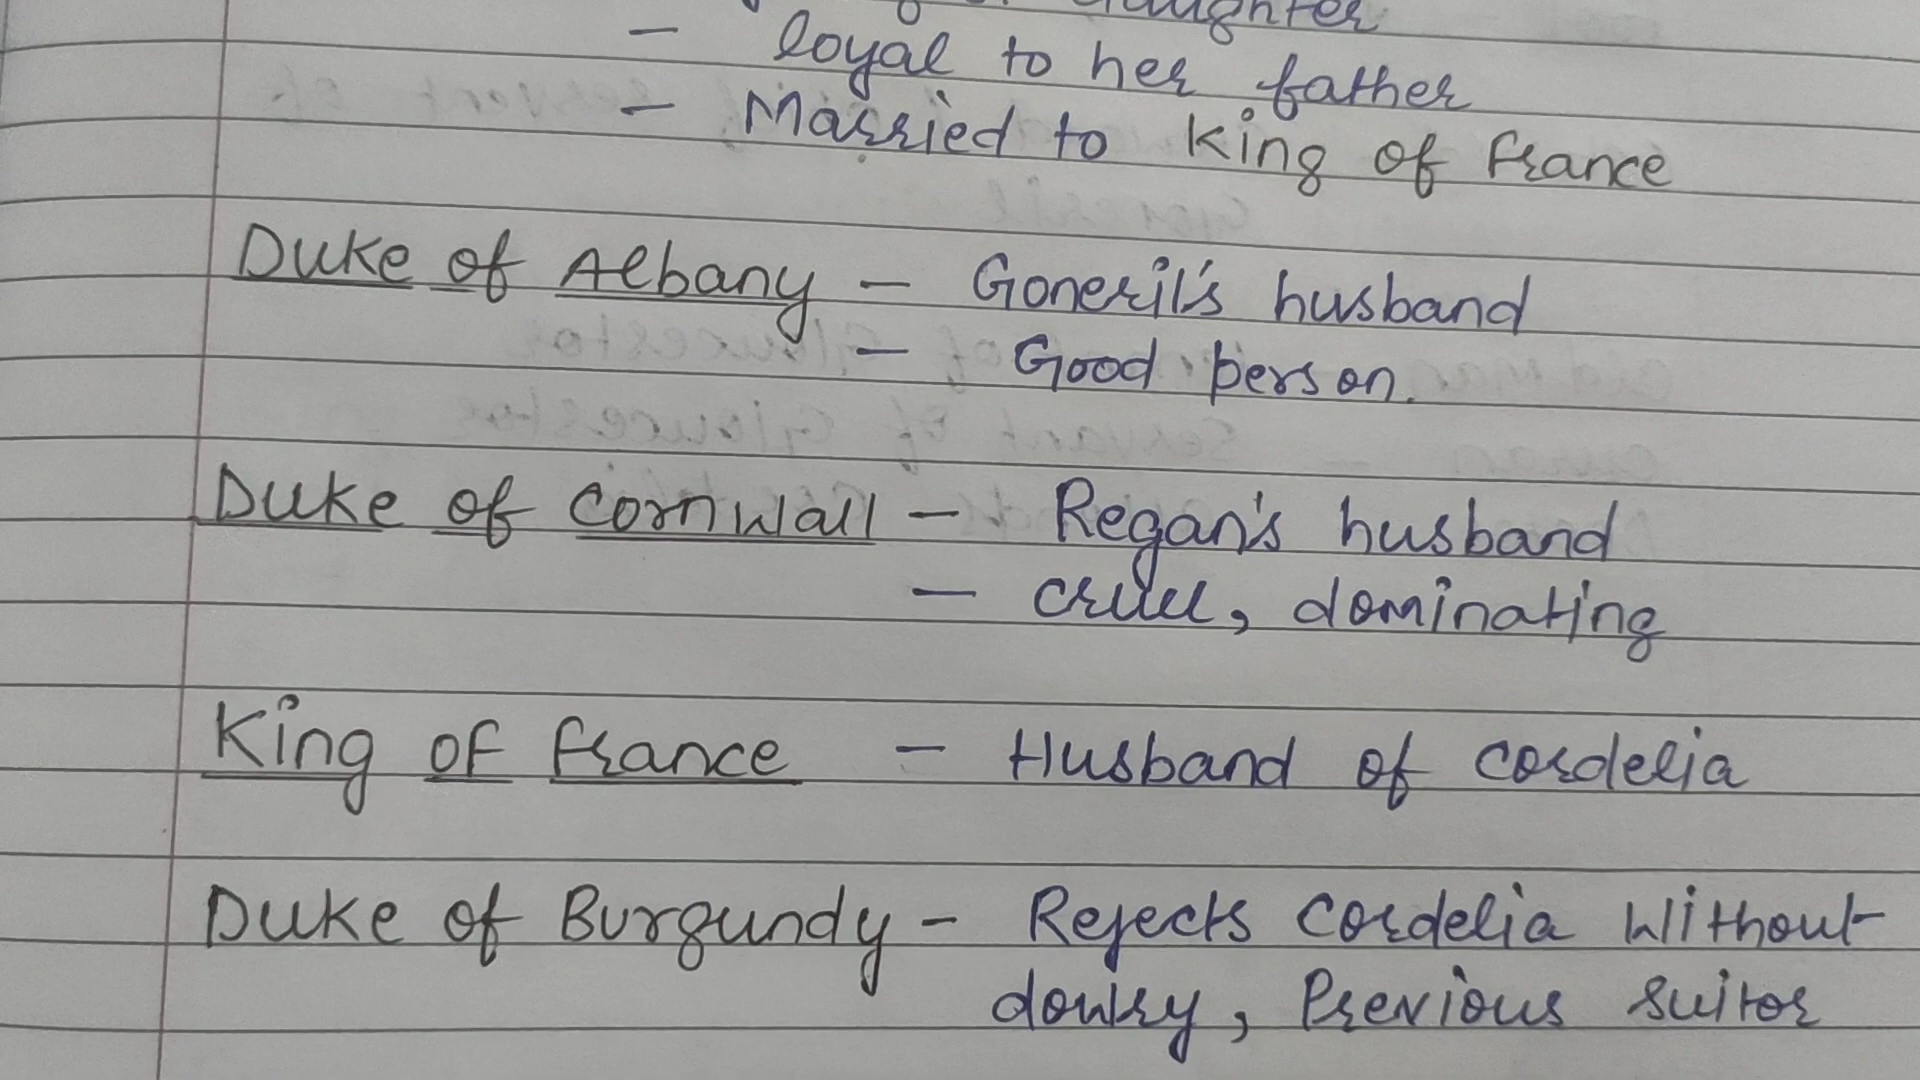 daughter
- loyal to her father
- Married to King of France
Duke of Albany - Goneril's husband
- Good person.
Duke of Cornwall - Regan's husband
- cruel, dominating
King of France - Husband of Cordelia
Duke of Burgundy - Rejects Cordelia Without
dowry, Previous suitor